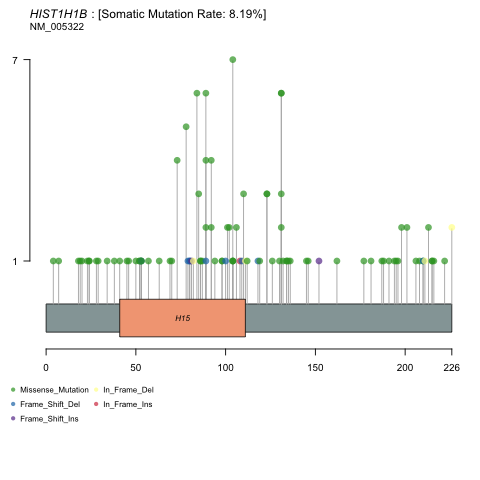 HIST1H1B : [Somatic Mutation Rate: 8.19%]
NM_005322
7
1
H15
0 50 100 150 200 226
Missense_Mutation In_Frame_Del
Frame_Shift_Del In_Frame_Ins
Frame_Shift_Ins